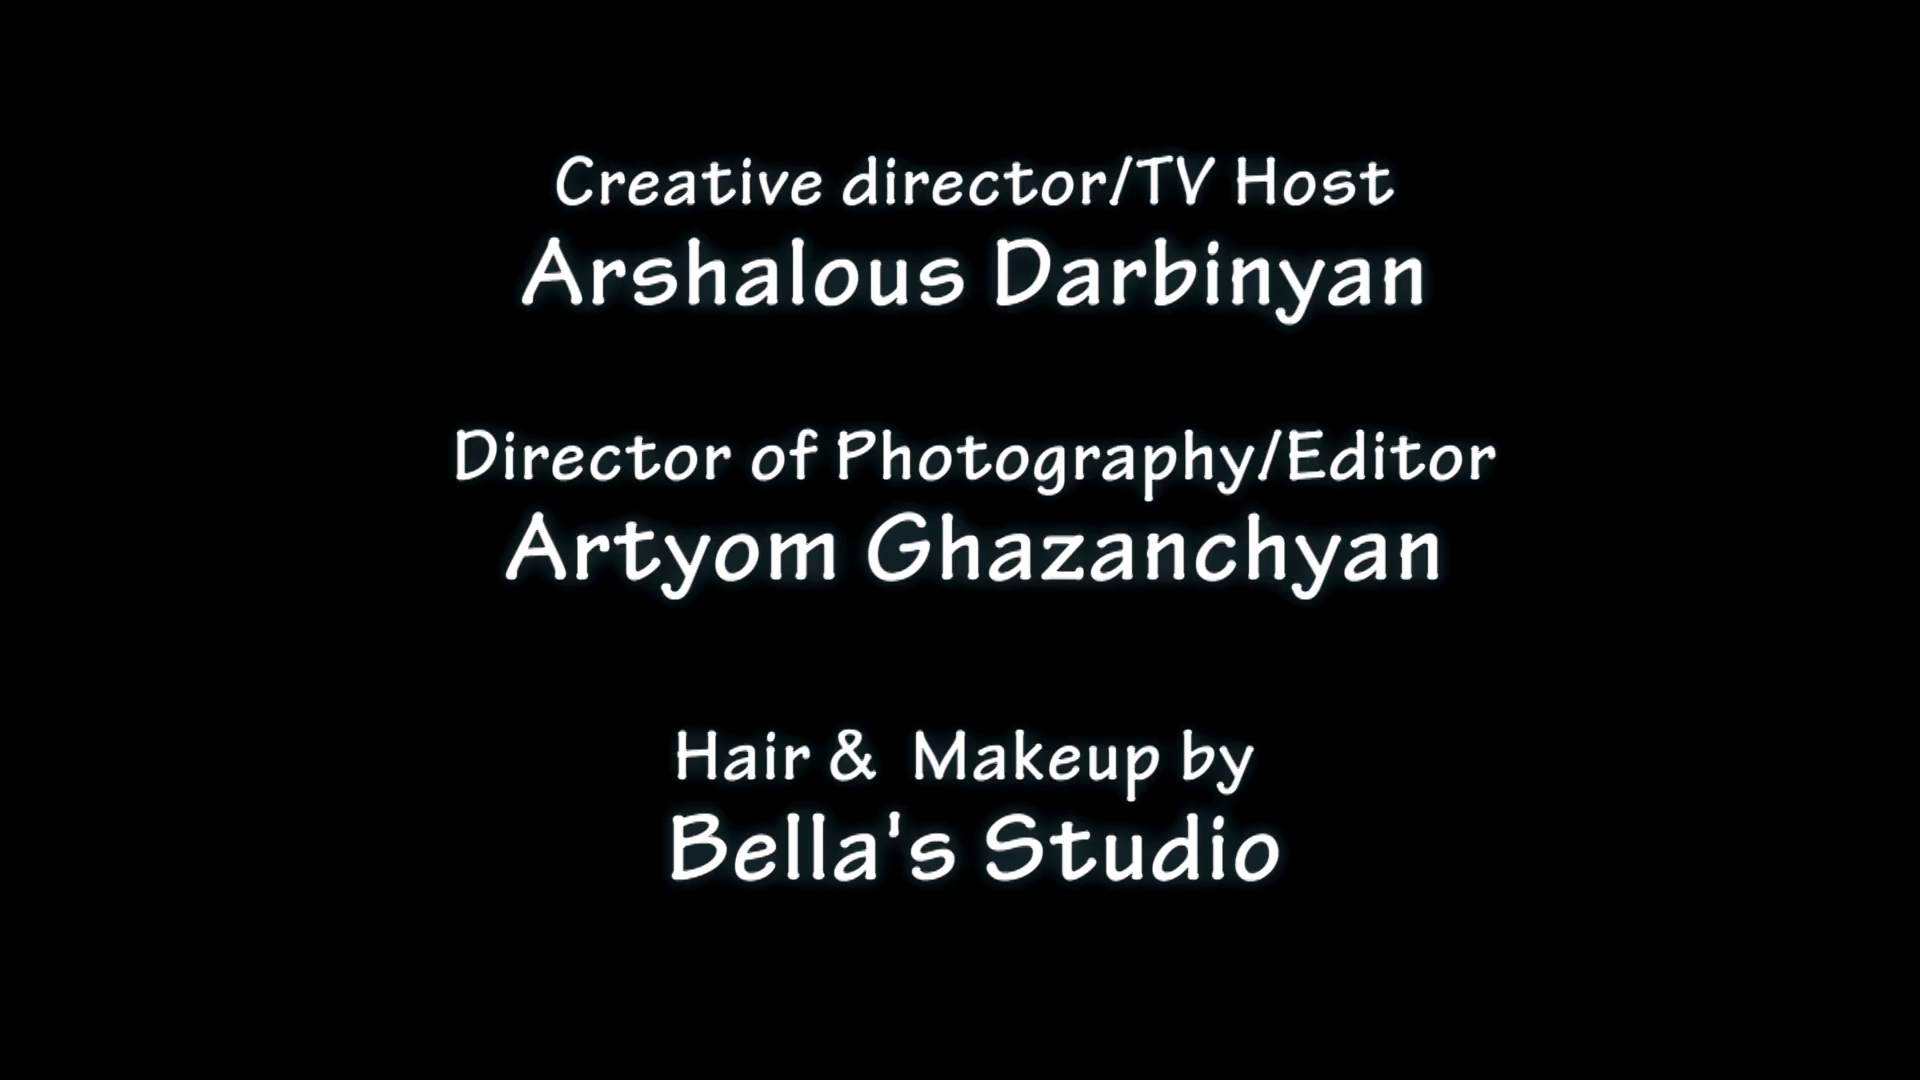 Creative director/TV Host
Arshalous Darbinyan
Director of Photography/Editor
Artyom Ghazanchyan
Hair & Makeup by
Bella's Studio